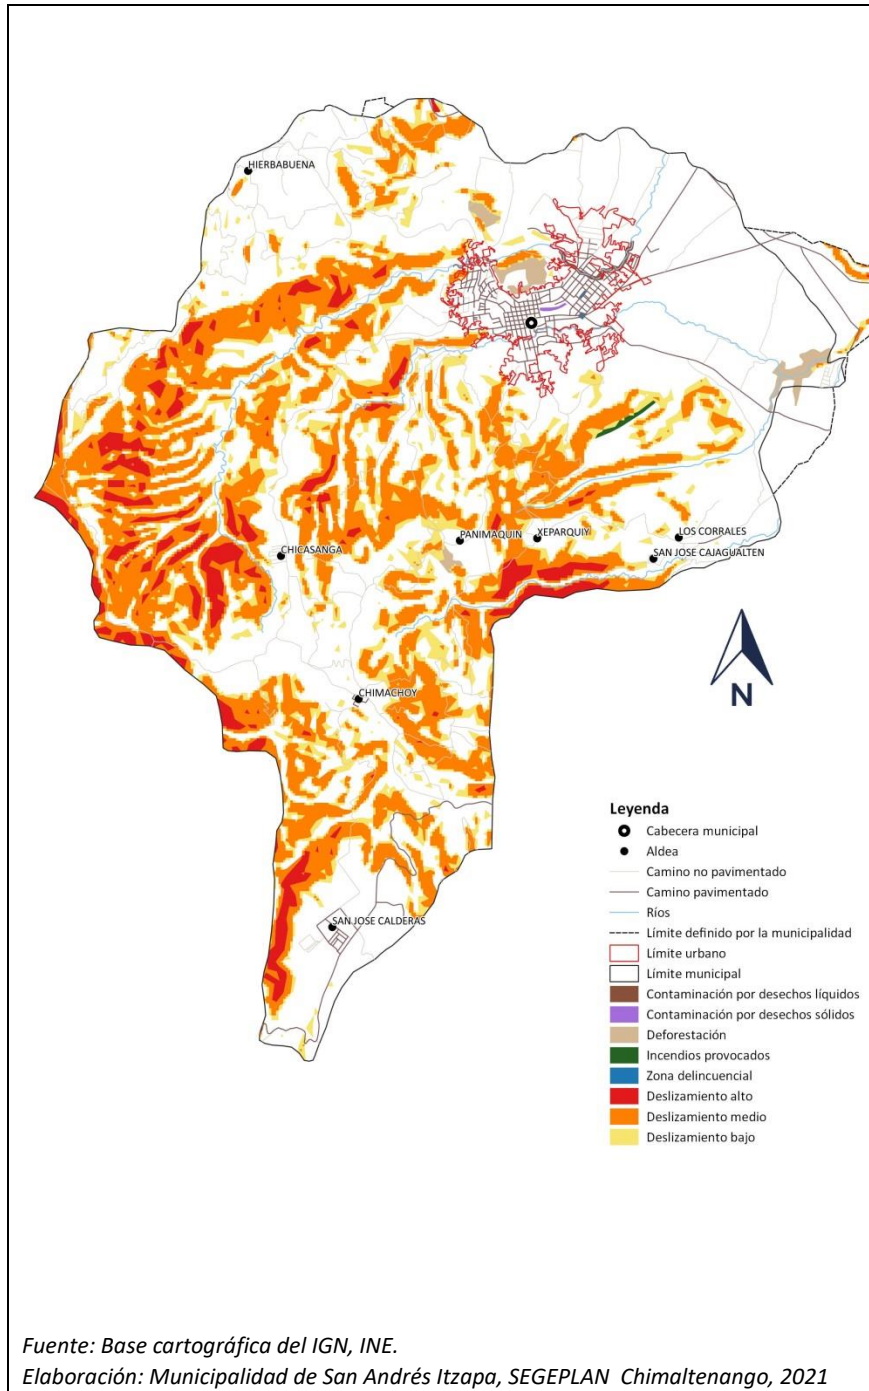 HIERBABUENA
PANIMAQUIN
XEPARQUIY
LOS CORRALES
CHICASANGA
SAN JOSE CAJAGUALTEN
N
CHIMACHOY
SAN JOSE CALDERAS
Leyenda
Cabecera municipal
Aldea
Camino no pavimentado
Camino pavimentado
Ríos
Límite definido por la municipalidad
Límite urbano
Límite municipal
Contaminación por desechos líquidos
Contaminación por desechos sólidos
Deforestación
Incendios provocados
Zona delincuencial
Deslizamiento alto
Deslizamiento medio
Deslizamiento bajo
Fuente: Base cartográfica del IGN, INE.
Elaboración: Municipalidad de San Andrés Itzapa, SEGEPLAN Chimaltenango, 2021